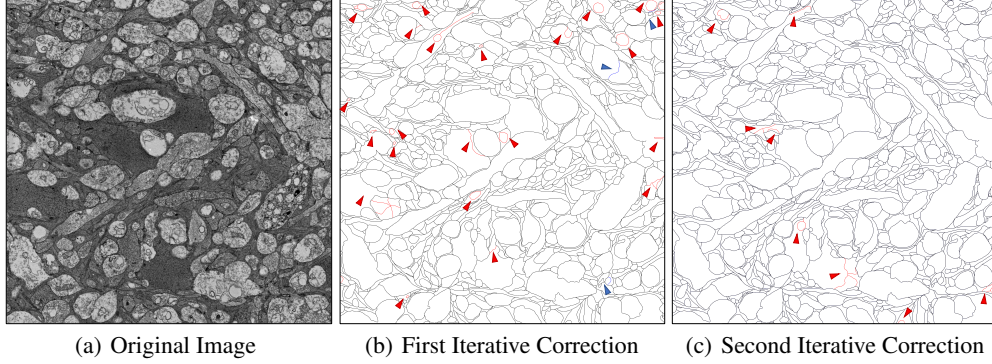 (a) Original Image
(b) First Iterative Correction
(c) Second Iterative Correction